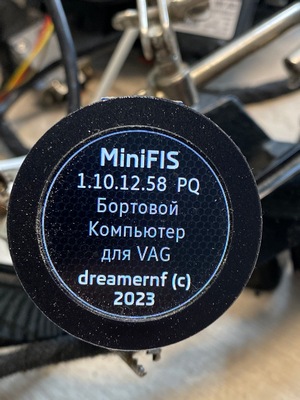 MiniFIS
1.10.12.58 PQ
Бортовой
Компьютер
для VAG
dreamernf (c)
2023